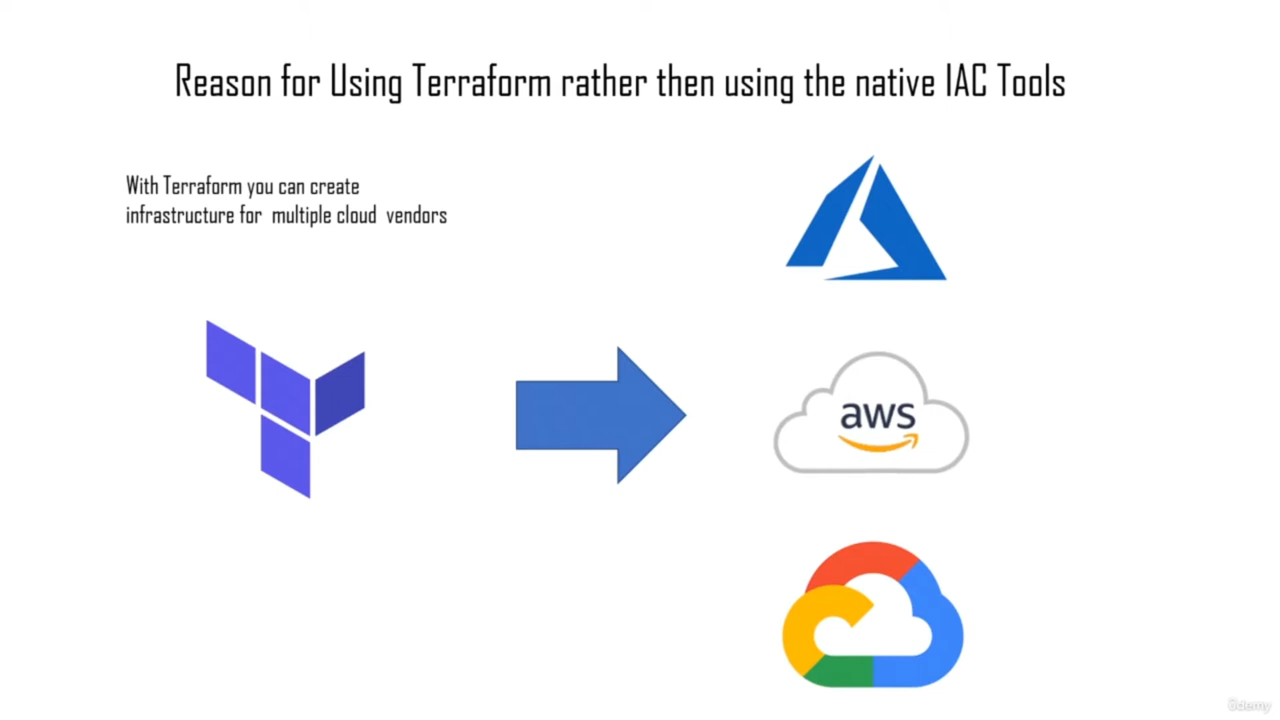 Reason for Using Terraform rather then using the native IAC Tools
With Terraform you can create
infrastructure for multiple cloud vendors
aws
ûdemy